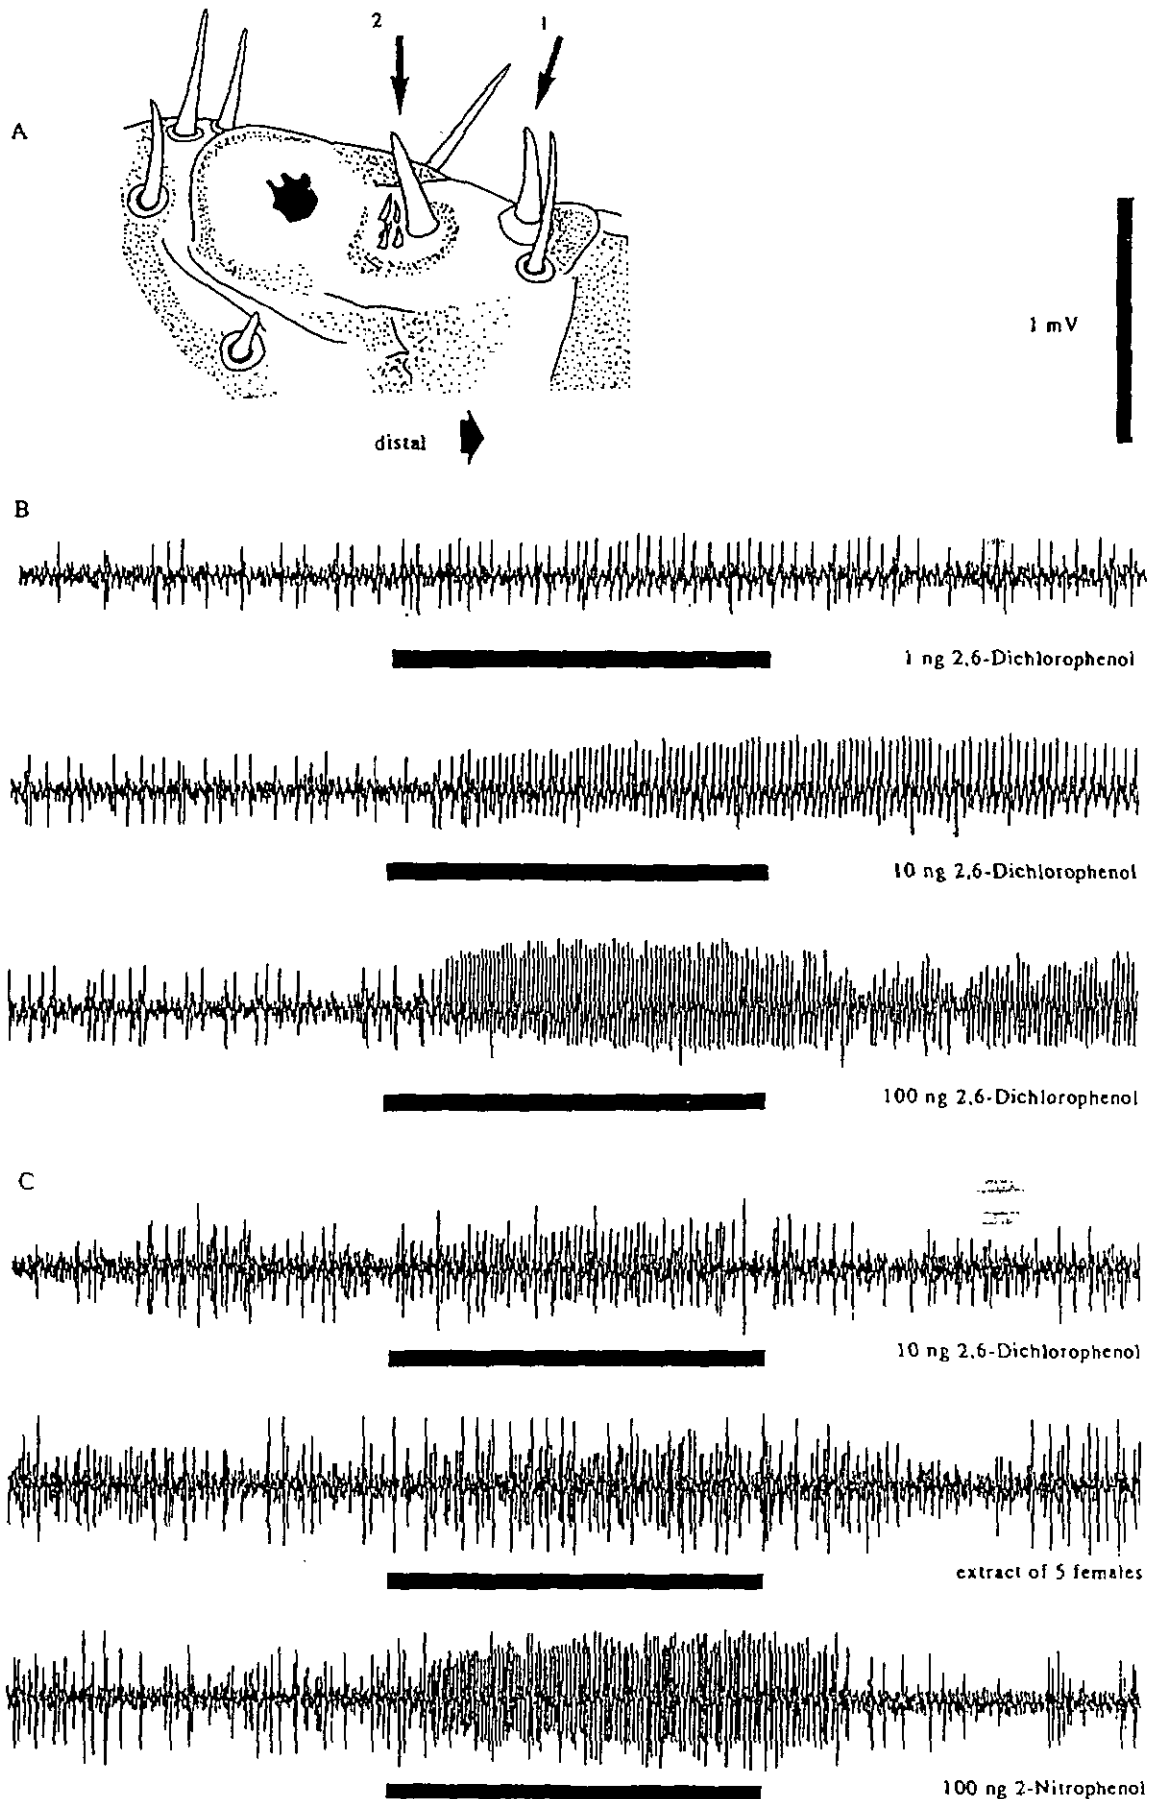 2 1
A
1 mV
distal
B
1 ng 2,6-Dichlorophenol
10 ng 2,6-Dichlorophenol
100 ng 2,6-Dichlorophenol
C
10 ng 2,6-Dichlorophenol
extract of 5 females
100 ng 2-Nitrophenol